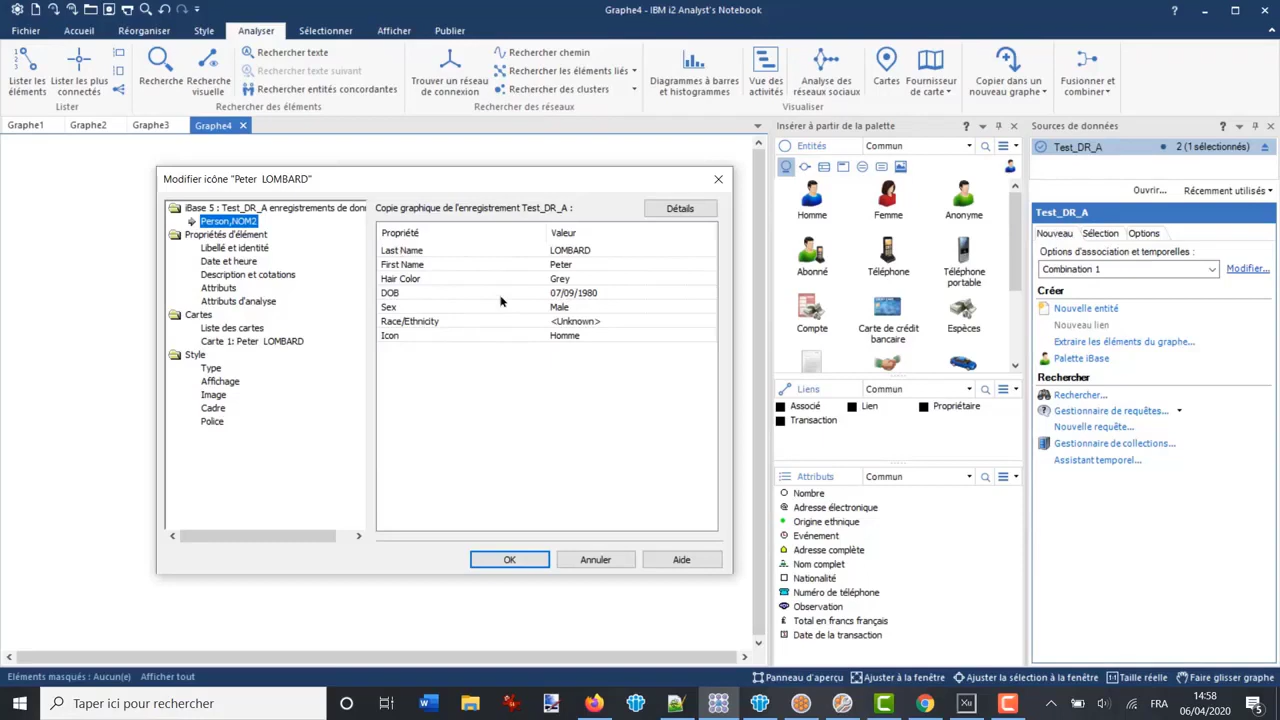 Graphe4 - IBM i2 Analyst's Notebook
Fichier Accueil Réorganiser Style Analyser Sélectionner Afficher Publier
Lister les éléments
Lister les plus connectés
Lister
Recherche
Recherche visuelle
Rechercher texte
Rechercher texte suivant
Rechercher entités concordantes
Rechercher des éléments
Trouver un réseau de connexion
Rechercher chemin
Rechercher les éléments liés
Rechercher des clusters
Rechercher des réseaux
Diagrammes à barres et histogrammes
Vue des activités
Analyse des réseaux sociaux
Cartes
Fournisseur de carte
Visualiser
Copier dans un nouveau graphe
Fusionner et combiner
Graphe1 Graphe2 Graphe3 Graphe4
Modifier icône "Peter LOMBARD"
iBase 5 : Test_DR_A enregistrements de donn
Person,NOM2
Propriétés d'élément
Libellé et identité
Date et heure
Description et cotations
Attributs
Attributs d'analyse
Cartes
Liste des cartes
Carte 1: Peter LOMBARD
Style
Type
Affichage
Image
Cadre
Police
Copie graphique de l'enregistrement Test_DR_A :
Détails
Propriété Valeur
Last Name LOMBARD
First Name Peter
Hair Color Grey
DOB 07/09/1980
Sex Male
Race/Ethnicity <Unknown>
Icon Homme
OK Annuler Aide
Insérer à partir de la palette
Entités Commun
Homme Femme Anonyme
Abonné Téléphone Téléphone portable
Compte Carte de crédit bancaire Espèces
Liens Commun
Associé Lien Propriétaire
Transaction
Attributs Commun
Nombre
Adresse électronique
Origine ethnique
Evénement
Adresse complète
Nom complet
Nationalité
Numéro de téléphone
Observation
Total en francs français
Date de la transaction
Sources de données
Test_DR_A 2 (1 sélectionnés)
Ouvrir... Récemment utilisés
Test_DR_A
Nouveau Sélection Options
Options d'association et temporelles :
Combination 1 Modifier...
Créer
Nouvelle entité
Nouveau lien
Extraire les éléments du graphe...
Palette iBase
Rechercher
Rechercher...
Gestionnaire de requêtes...
Nouvelle requête...
Gestionnaire de collections...
Assistant temporel...
Eléments masqués : Aucun(e) Afficher tout
Panneau d'aperçu Ajuster à la fenêtre Ajuster la sélection à la fenêtre Taille réelle Faire glisser graphe
Taper ici pour rechercher
FRA
14:58
06/04/2020
5